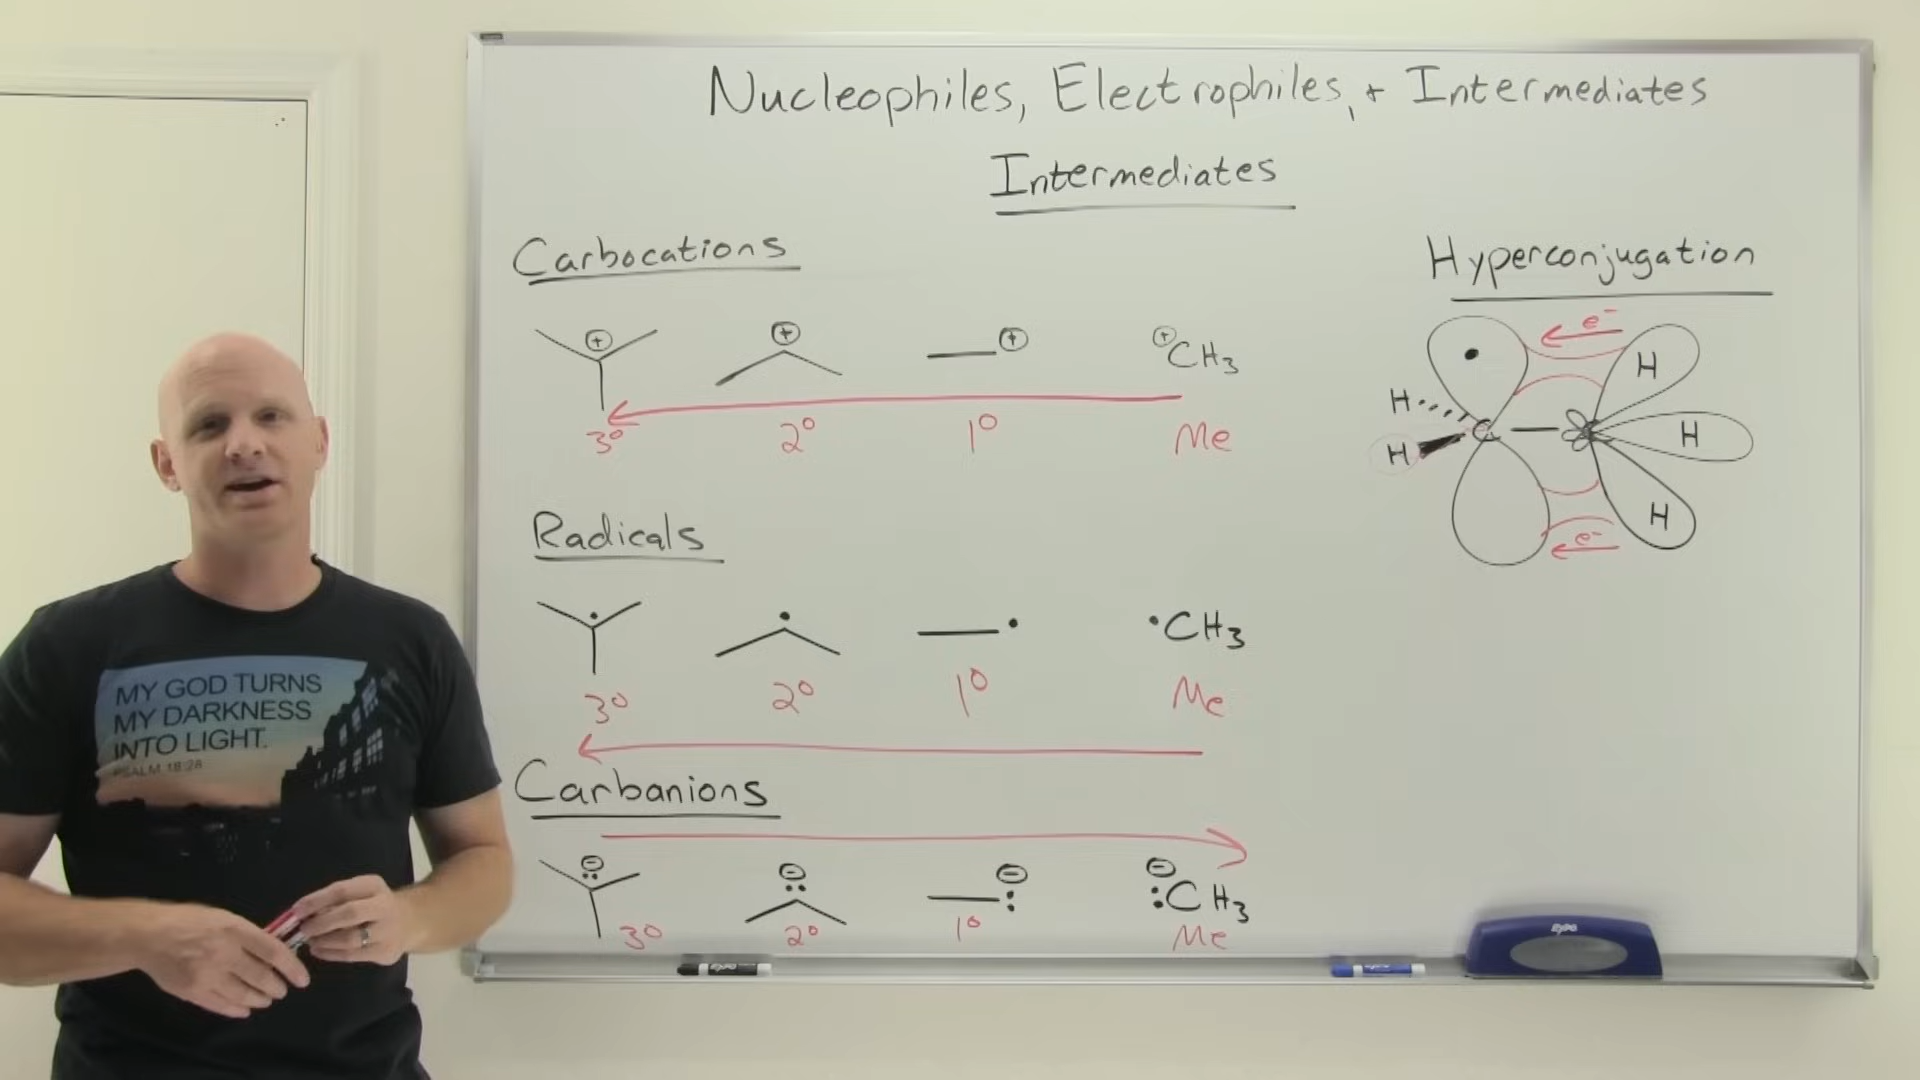 Nucleophiles, Electrophiles, + Intermediates
Intermediates
Carbocations
⊕ ⊕ ⊕ ⊕CH3
3° 2° 1° Me
Radicals
•CH3
3° 2° 1° Me
Carbanions
⊖ ⊖ ⊖ ⊖
:CH3
3° 2° 1° Me
Hyperconjugation
e-
H
H
H C H
H
e-
MY GOD TURNS
MY DARKNESS
INTO LIGHT.
PSALM 18:28
EXPO